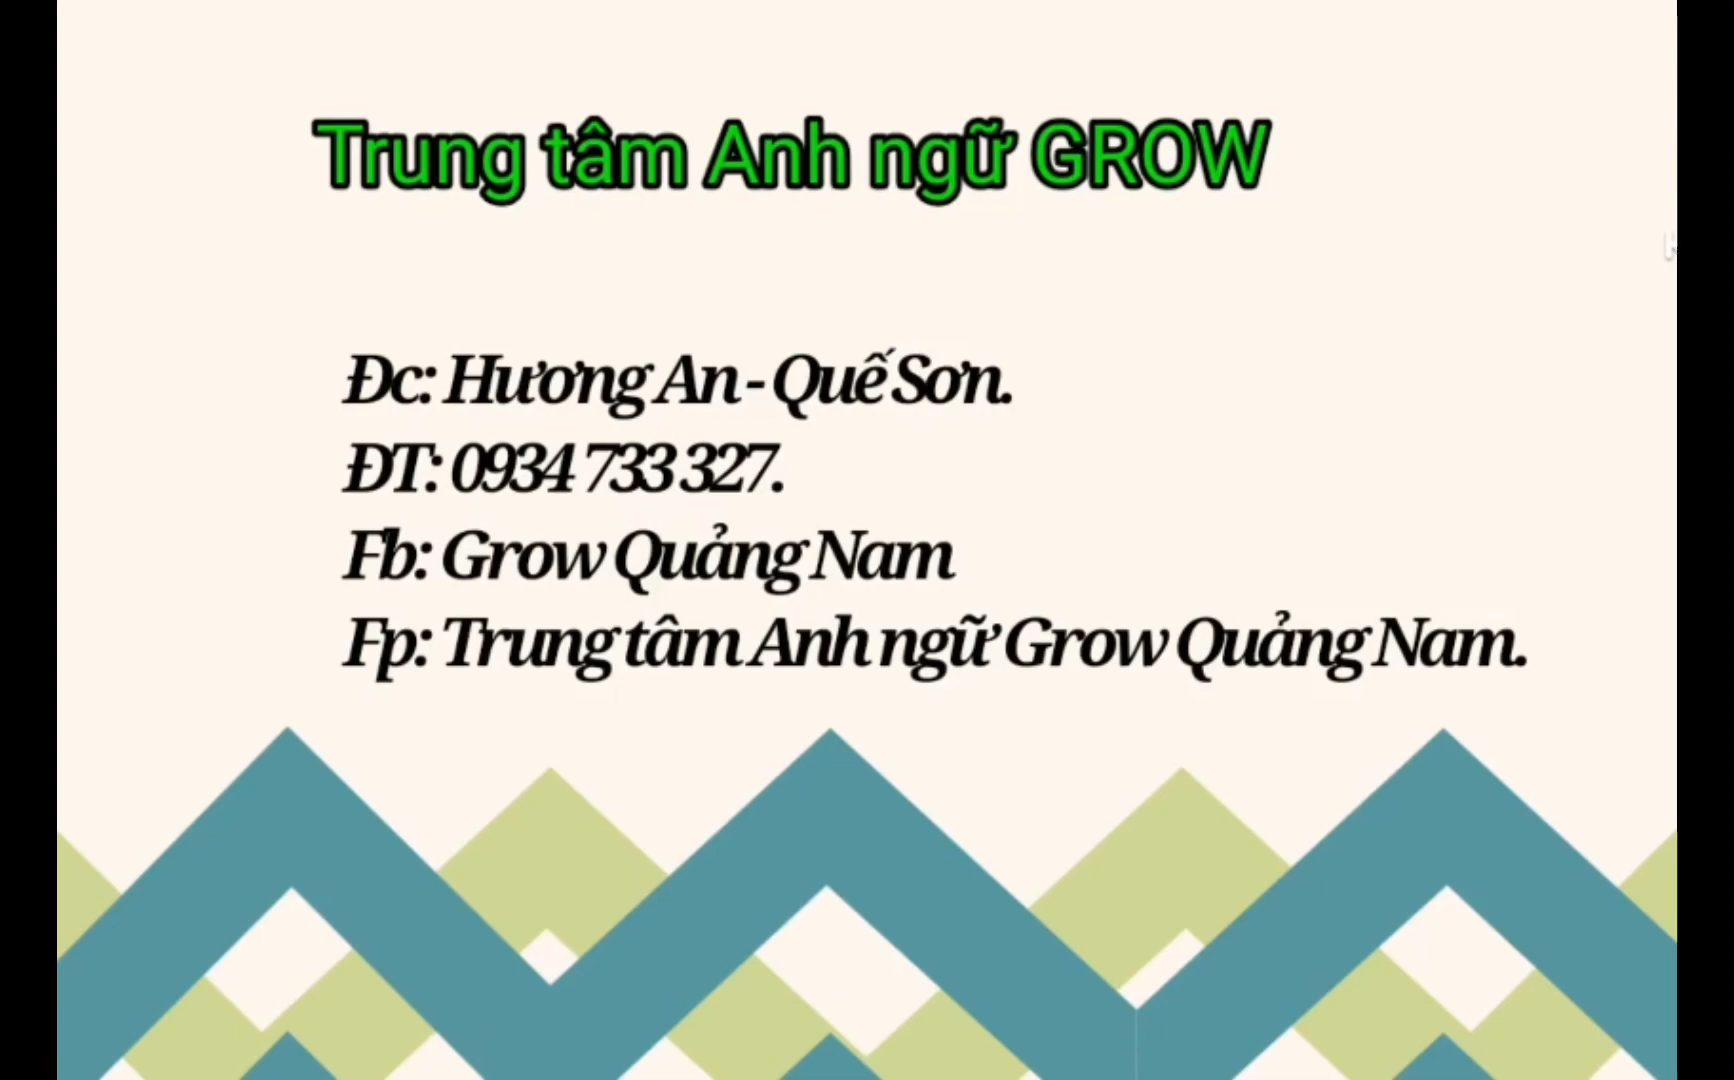 Trung tâm Anh ngữ GROW
Đc: Hương An - Quế Sơn.
ĐT: 0934 733 327.
Fb: Grow Quảng Nam
Fp: Trung tâm Anh ngữ Grow Quảng Nam.